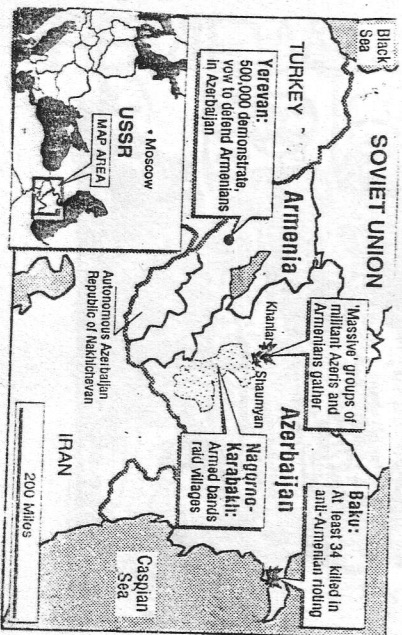 Black
Sea
SOVIET UNION
TURKEY
Yerevan:
500,000 demonstrate,
vow to defend Armenians
in Azerbaijan
Armenia
'Massive' groups of
militant Azeris and
Armenians gather
Khanlar
Shaumyan
Azerbaijan
Baku:
At least 34 killed in
anti-Armenian rioting
Nagorno-
Karabakh:
Armed bands
raid villages
Autonomous Azerbaijan
Republic of Nakhichevan
IRAN
Caspian
Sea
200 Miles
• Moscow
USSR
MAP AREA